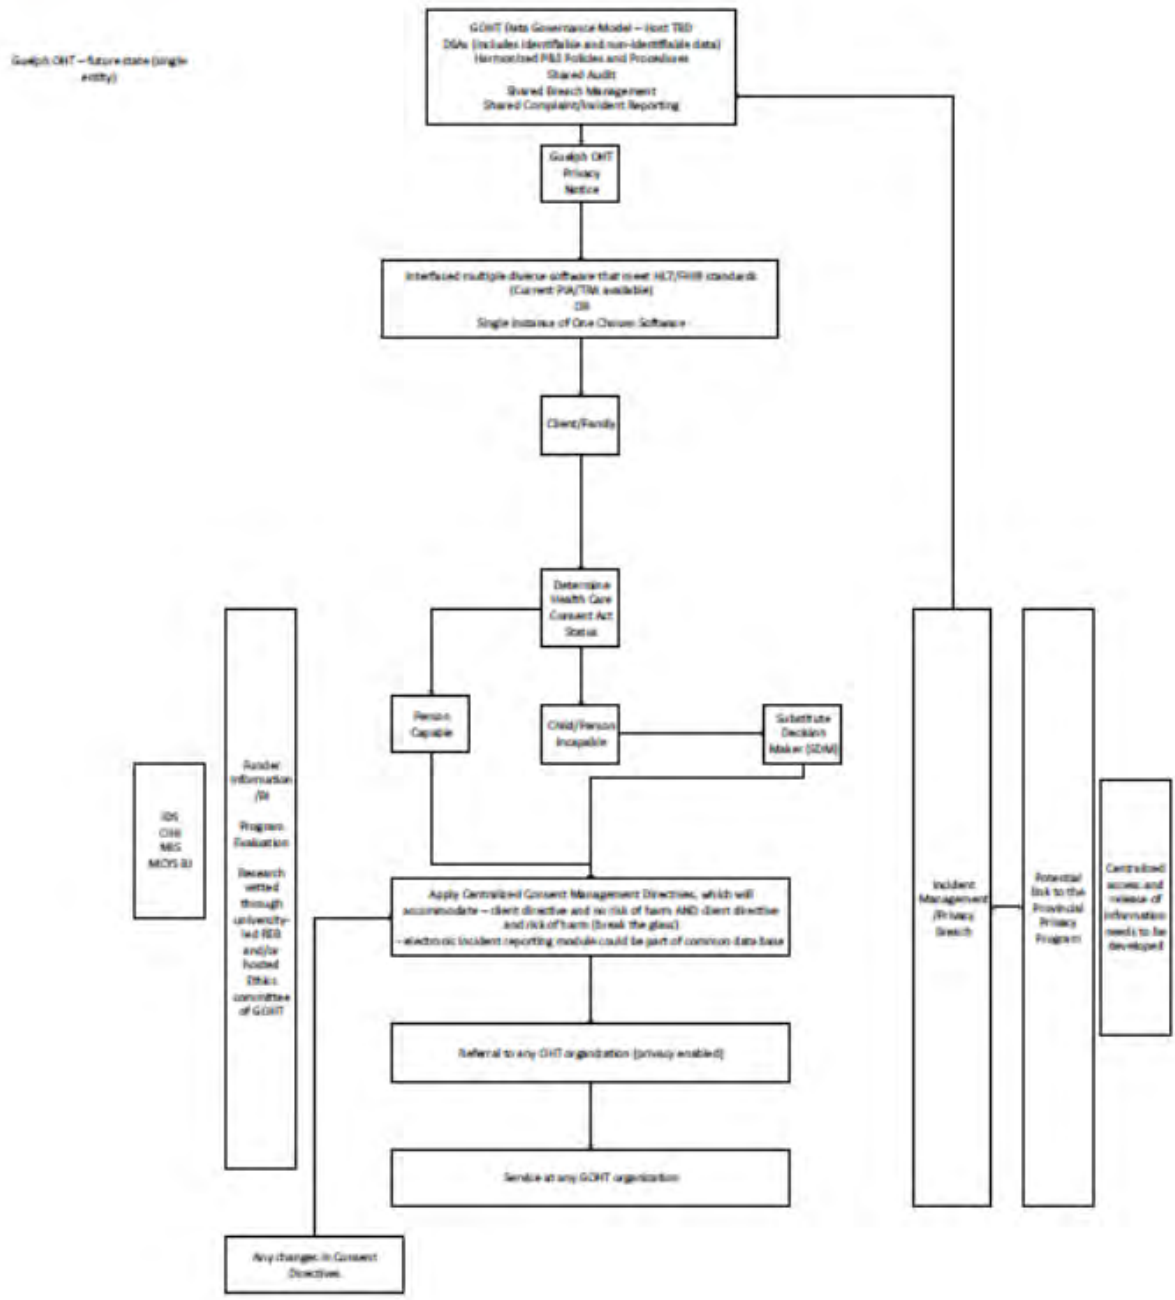 Guelph OHT – future state (single
entity)
GOHT Data Governance Model – Host TBD
DSAs (includes identifiable and non-identifiable data)
Harmonized P&S Policies and Procedures
Shared Audit
Shared Breach Management
Shared Complaint/Incident Reporting
Guelph OHT
Privacy
Notice
Interfaced multiple diverse software that meet HL7/FHIR standards
(Current PIA/TRA available)
OR
Single Instance of One Chosen Software
Client/Family
Determine
Health Care
Consent Act
Status
Person
Capable
Child/Person
Incapable
Substitute
Decision
Maker (SDM)
Apply Centralized Consent Management Directives, which will
accommodate – client directive and no risk of harm AND client directive
and risk of harm (break the glass)
- electronic incident reporting module could be part of common data base
Referral to any OHT organization (privacy enabled)
Service at any GOHT organization
Any changes in Consent
Directives
CIHI
Funder
Information
Program
Evaluation
Research
vetted
through
university-
led REB
and/or
hosted
Ethics
committee
of GOHT
Incident
Management
/Privacy
Breach
Potential
link to the
Provincial
Privacy
Program
Centralized
access and
release of
information
needs to be
developed